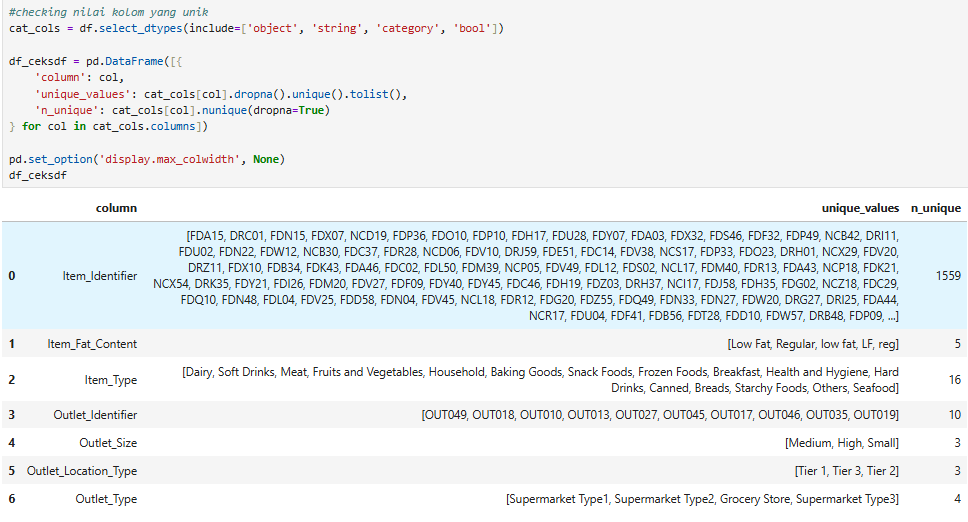 #checking nilai kolom yang unik
cat_cols = df.select_dtypes(include=['object', 'string', 'category', 'bool'])
df_ceksdf = pd.DataFrame([{
    'column': col,
    'unique_values': cat_cols[col].dropna().unique().tolist(),
    'n_unique': cat_cols[col].nunique(dropna=True)
} for col in cat_cols.columns])
pd.set_option('display.max_colwidth', None)
df_ceksdf
column unique_values n_unique
[FDA15, DRC01, FDN15, FDX07, NCD19, FDP36, FDO10, FDP10, FDH17, FDU28, FDY07, FDA03, FDX32, FDS46, FDF32, FDP49, NCB42, DRI11,
FDU02, FDN22, FDW12, NCB30, FDC37, FDR28, NCD06, FDV10, DRJ59, FDE51, FDC14, FDV38, NCS17, FDP33, FDO23, DRH01, NCX29, FDV20,
DRZ11, FDX10, FDB34, FDK43, FDA46, FDC02, FDL50, FDM39, NCP05, FDV49, FDL12, FDS02, NCL17, FDM40, FDR13, FDA43, NCP18, FDK21,
0 Item_Identifier NCX54, DRK35, FDY21, FDI26, FDM20, FDV27, FDF09, FDY40, FDY45, FDC46, FDH19, FDZ03, DRH37, NCI17, FDJ58, FDH35, FDG02, NCZ18, FDC29, 1559
FDQ10, FDN48, FDL04, FDV25, FDD58, FDN04, FDV45, NCL18, FDR12, FDG20, FDZ55, FDQ49, FDN33, FDN27, FDW20, DRG27, DRI25, FDA44,
NCR17, FDU04, FDF41, FDB56, FDT28, FDD10, FDW57, DRB48, FDP09, ...]
1 Item_Fat_Content [Low Fat, Regular, low fat, LF, reg] 5
2 Item_Type [Dairy, Soft Drinks, Meat, Fruits and Vegetables, Household, Baking Goods, Snack Foods, Frozen Foods, Breakfast, Health and Hygiene, Hard 16
Drinks, Canned, Breads, Starchy Foods, Others, Seafood]
3 Outlet_Identifier [OUT049, OUT018, OUT010, OUT013, OUT027, OUT045, OUT017, OUT046, OUT035, OUT019] 10
4 Outlet_Size [Medium, High, Small] 3
5 Outlet_Location_Type [Tier 1, Tier 3, Tier 2] 3
6 Outlet_Type [Supermarket Type1, Supermarket Type2, Grocery Store, Supermarket Type3] 4